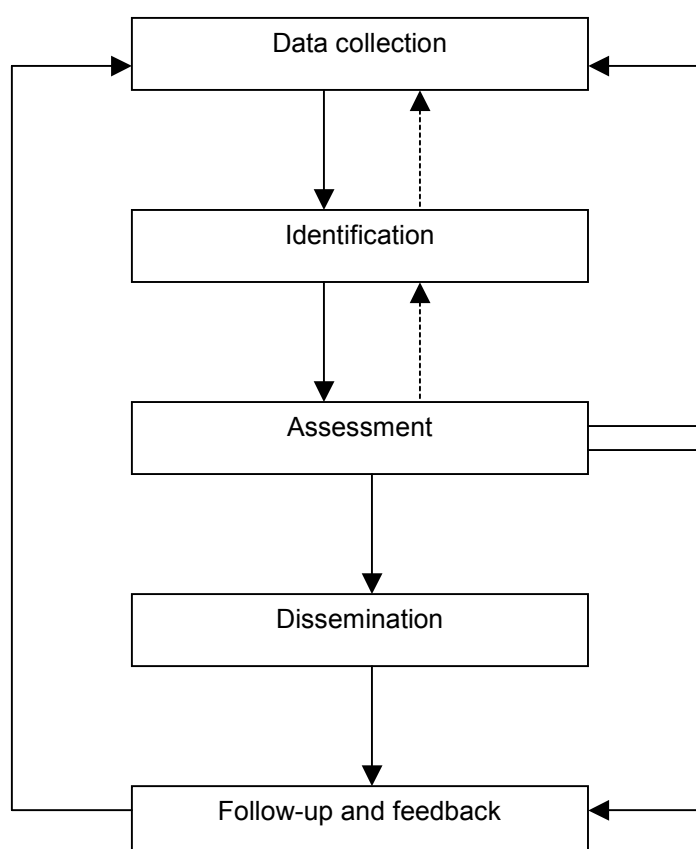 Data collection
Identification
Assessment
Dissemination
Follow-up and feedback